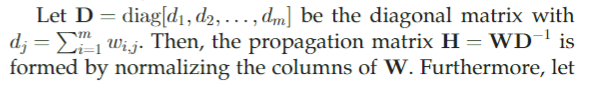 Let D = diag[d₁, d₂, . . . , dₘ] be the diagonal matrix with
dⱼ = ∑ᵐᵢ₌₁ wᵢ,ⱼ. Then, the propagation matrix H = WD⁻¹ is
formed by normalizing the columns of W. Furthermore, let